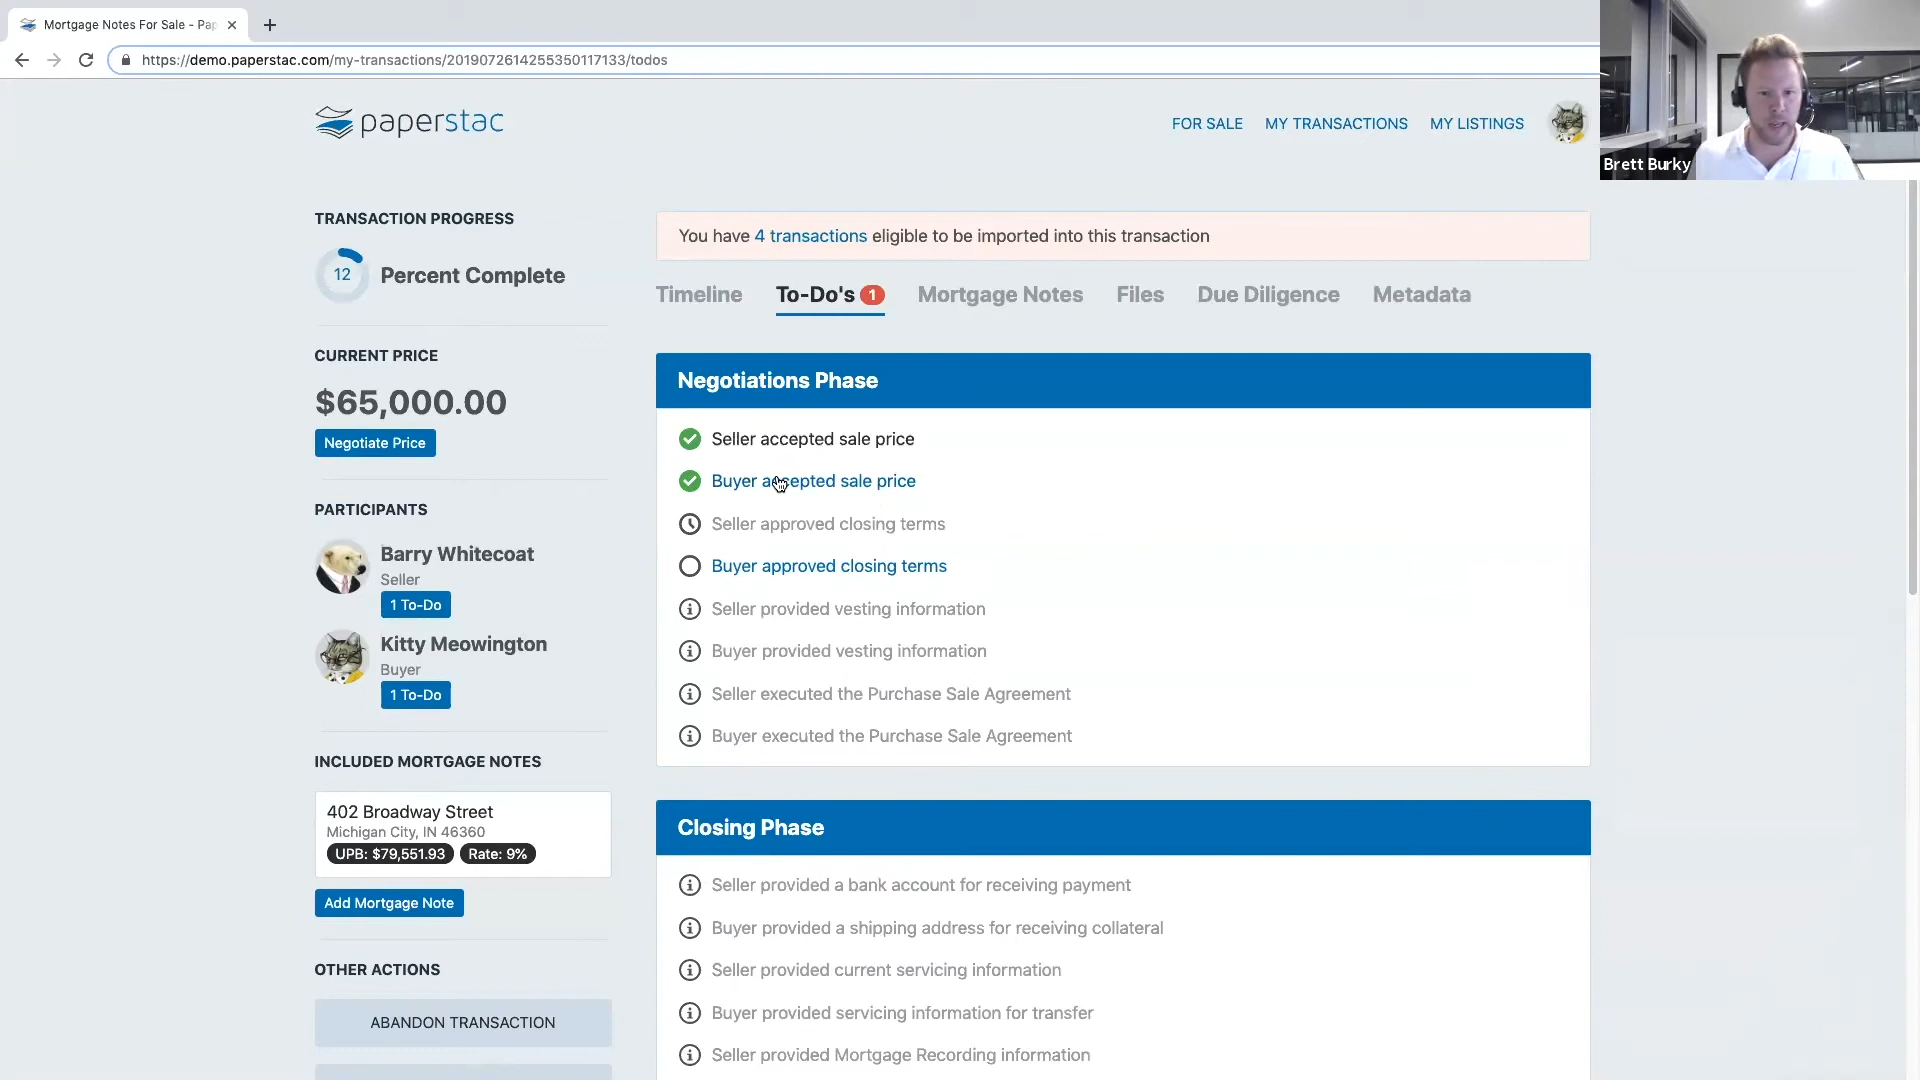 Mortgage Notes For Sale - Pap
https://demo.paperstac.com/my-transactions/20190726142553501171 33/todos
Brett Burky
paperstac
FOR SALE MY TRANSACTIONS MY LISTINGS
TRANSACTION PROGRESS
12 Percent Complete
CURRENT PRICE
$65,000.00
Negotiate Price
PARTICIPANTS
Barry Whitecoat
Seller
1 To-Do
Kitty Meowington
Buyer
1 To-Do
INCLUDED MORTGAGE NOTES
402 Broadway Street
Michigan City, IN 46360
UPB: $79,551.93 Rate: 9%
Add Mortgage Note
OTHER ACTIONS
ABANDON TRANSACTION
You have 4 transactions eligible to be imported into this transaction
Timeline To-Do's 1 Mortgage Notes Files Due Diligence Metadata
Negotiations Phase
Seller accepted sale price
Buyer accepted sale price
Seller approved closing terms
Buyer approved closing terms
Seller provided vesting information
Buyer provided vesting information
Seller executed the Purchase Sale Agreement
Buyer executed the Purchase Sale Agreement
Closing Phase
Seller provided a bank account for receiving payment
Buyer provided a shipping address for receiving collateral
Seller provided current servicing information
Buyer provided servicing information for transfer
Seller provided Mortgage Recording information